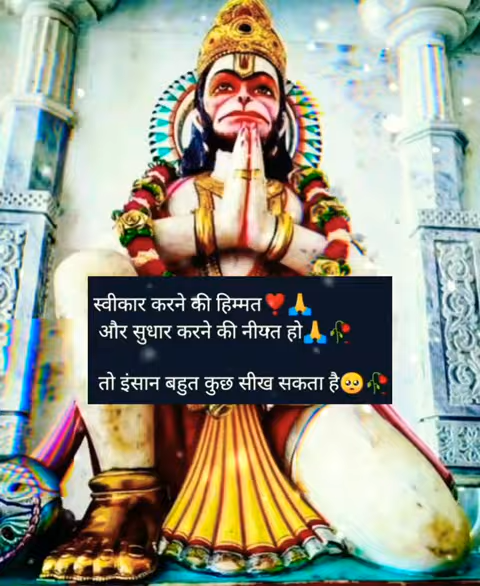 स्वीकार करने की हिम्मत❣️🙏
और सुधार करने की नीयत हो🙏🥀
तो इंसान बहुत कुछ सीख सकता है🥺🥀